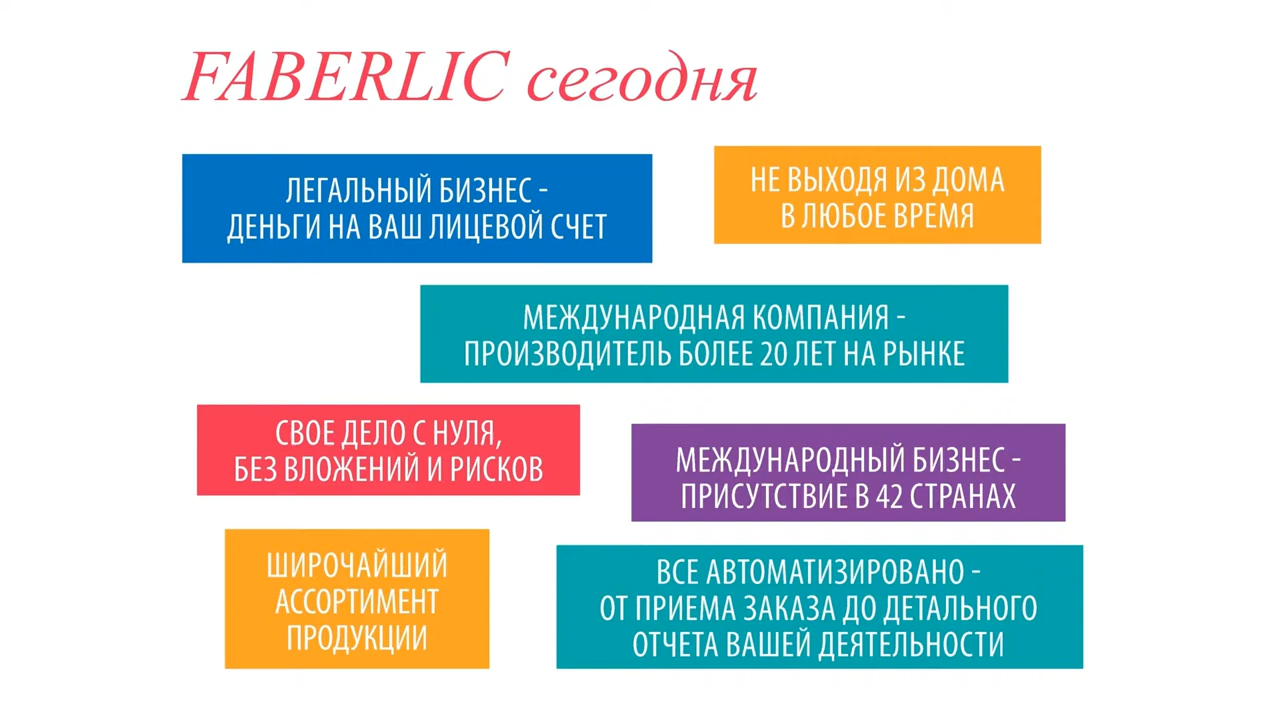 FABERLIC сегодня
ЛЕГАЛЬНЫЙ БИЗНЕС -
ДЕНЬГИ НА ВАШ ЛИЦЕВОЙ СЧЕТ
НЕ ВЫХОДЯ ИЗ ДОМА
В ЛЮБОЕ ВРЕМЯ
МЕЖДУНАРОДНАЯ КОМПАНИЯ -
ПРОИЗВОДИТЕЛЬ БОЛЕЕ 20 ЛЕТ НА РЫНКЕ
СВОЕ ДЕЛО С НУЛЯ,
БЕЗ ВЛОЖЕНИЙ И РИСКОВ
МЕЖДУНАРОДНЫЙ БИЗНЕС -
ПРИСУТСТВИЕ В 42 СТРАНАХ
ШИРОЧАЙШИЙ
АССОРТИМЕНТ
ПРОДУКЦИИ
ВСЕ АВТОМАТИЗИРОВАНО -
ОТ ПРИЕМА ЗАКАЗА ДО ДЕТАЛЬНОГО
ОТЧЕТА ВАШЕЙ ДЕЯТЕЛЬНОСТИ